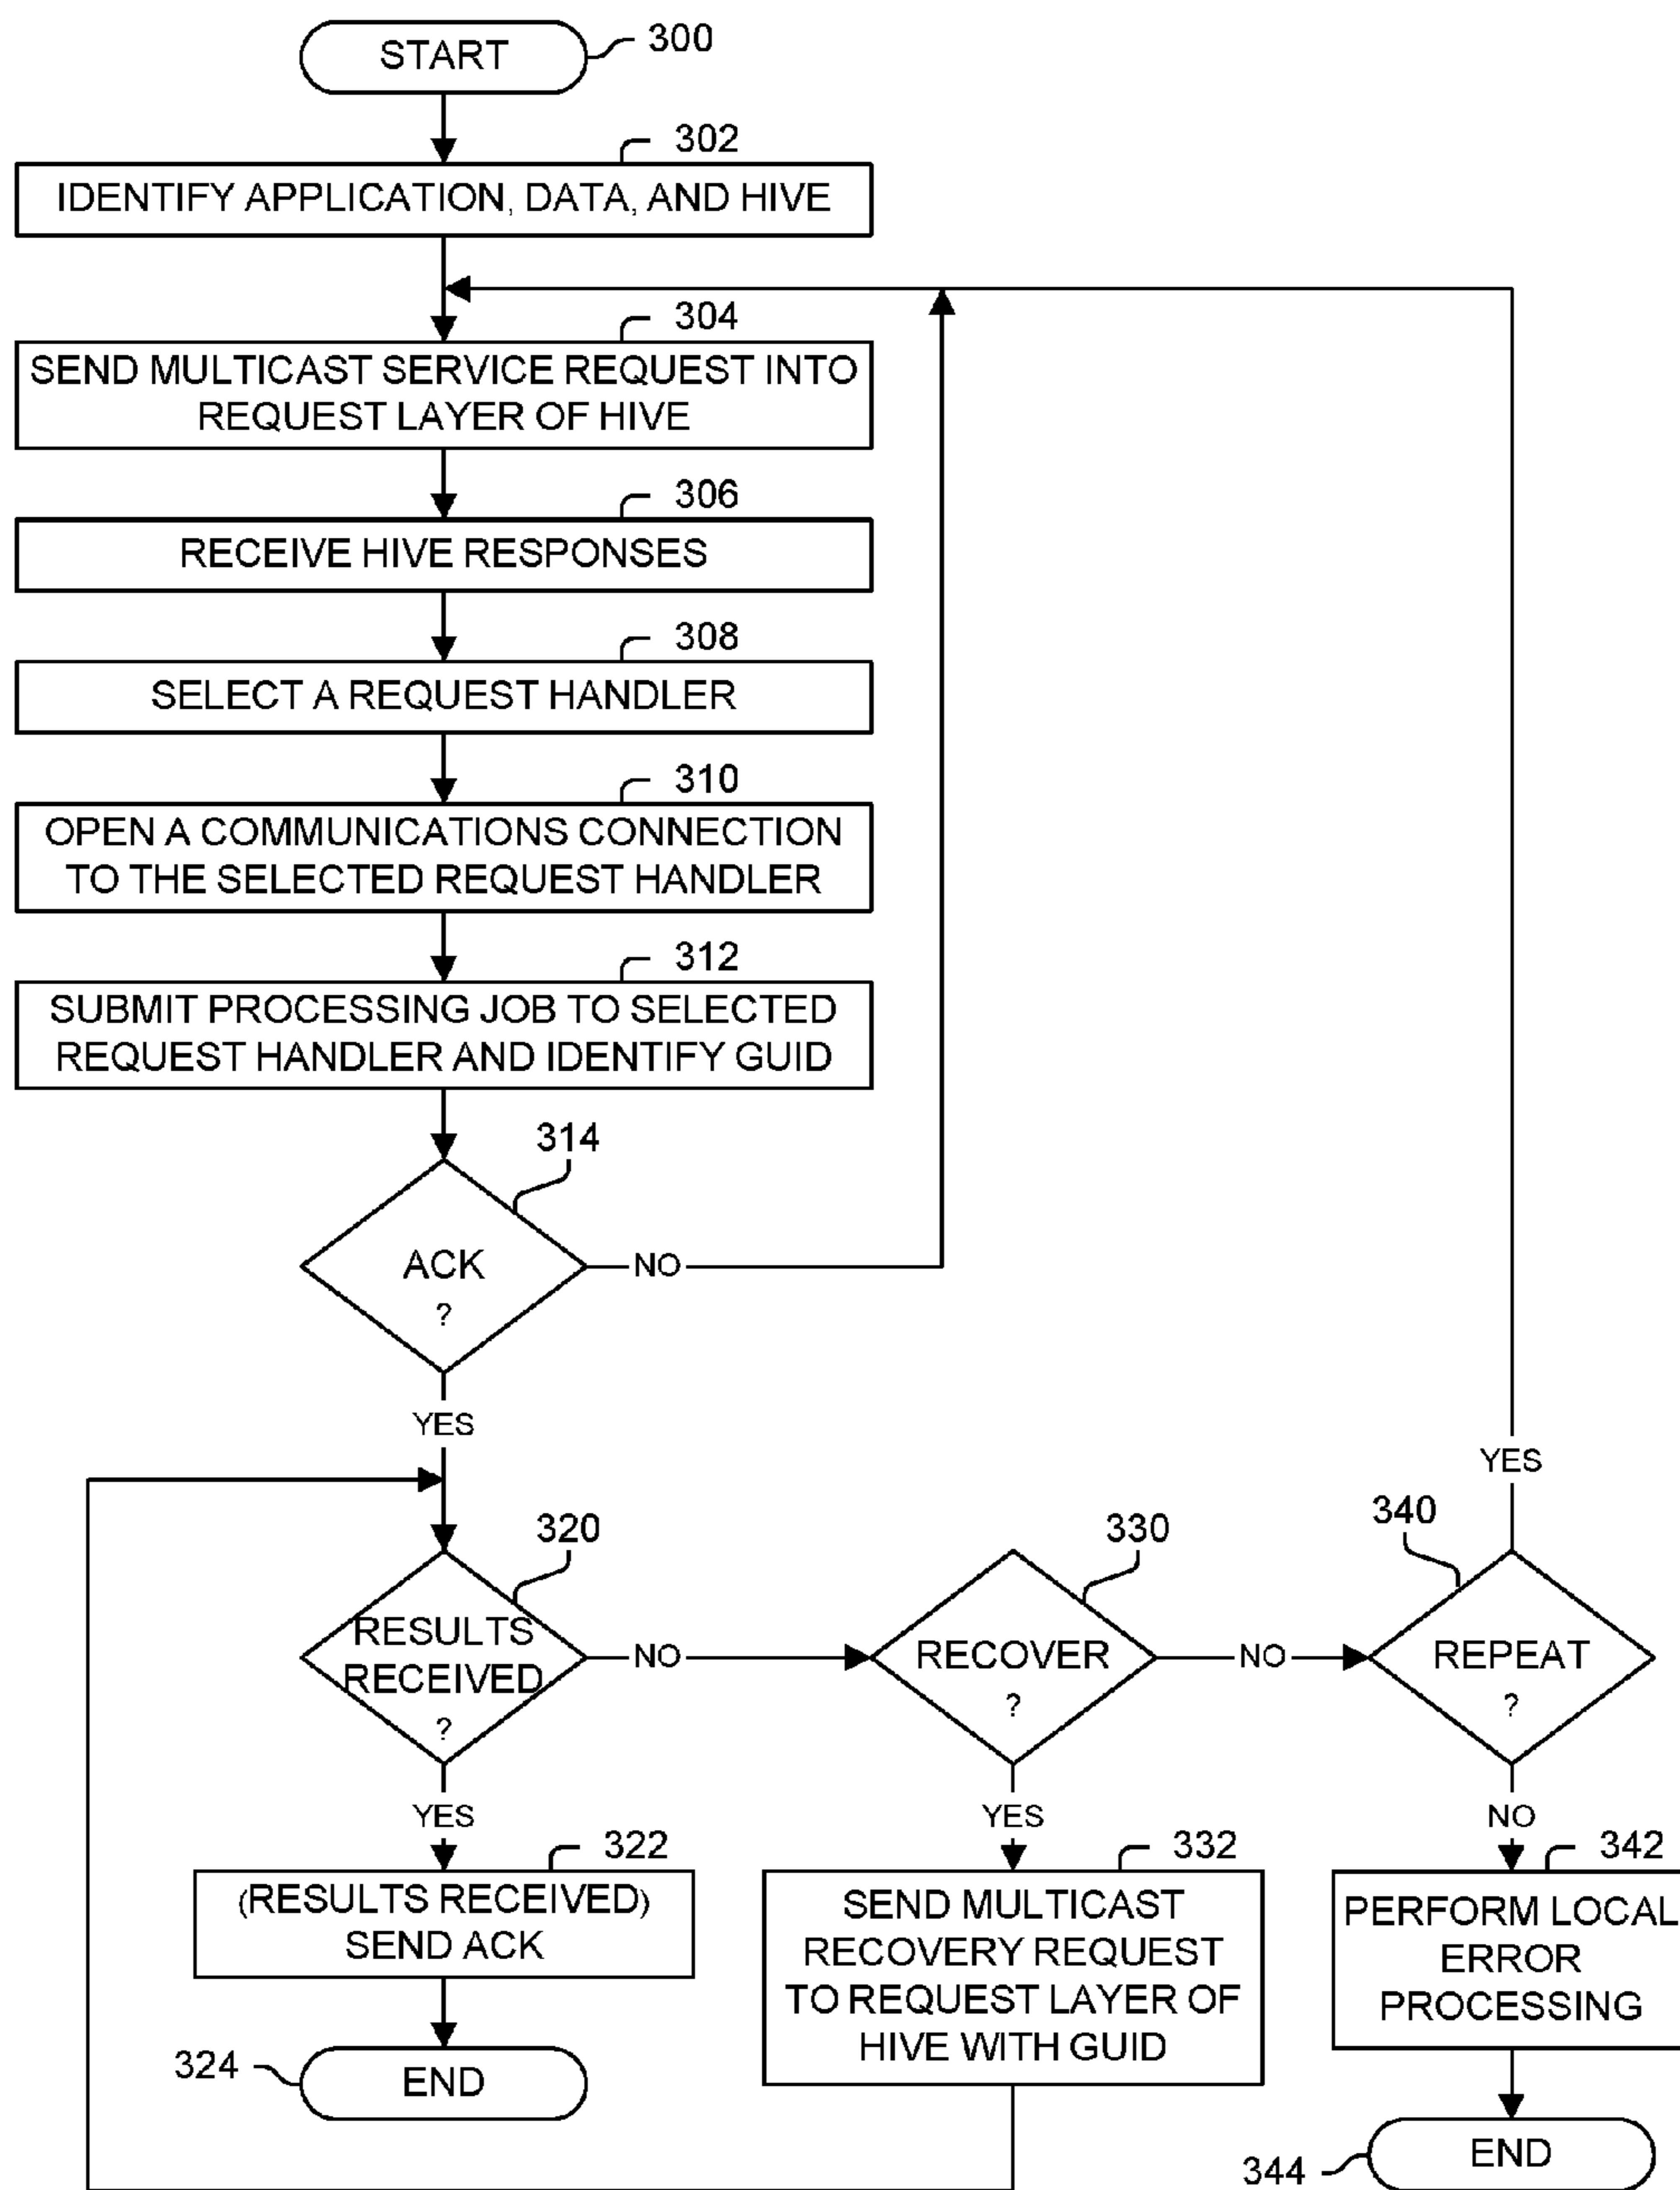 START
300
302
IDENTIFY APPLICATION, DATA, AND HIVE
304
SEND MULTICAST SERVICE REQUEST INTO
REQUEST LAYER OF HIVE
306
RECEIVE HIVE RESPONSES
308
SELECT A REQUEST HANDLER
310
OPEN A COMMUNICATIONS CONNECTION
TO THE SELECTED REQUEST HANDLER
312
SUBMIT PROCESSING JOB TO SELECTED
REQUEST HANDLER AND IDENTIFY GUID
314
ACK
?
NO
YES
320
RESULTS
RECEIVED
?
NO
YES
322
(RESULTS RECEIVED)
SEND ACK
324
END
330
RECOVER
?
NO
YES
332
SEND MULTICAST
RECOVERY REQUEST
TO REQUEST LAYER OF
HIVE WITH GUID
YES
340
REPEAT
?
NO
342
PERFORM LOCAL
ERROR
PROCESSING
344
END